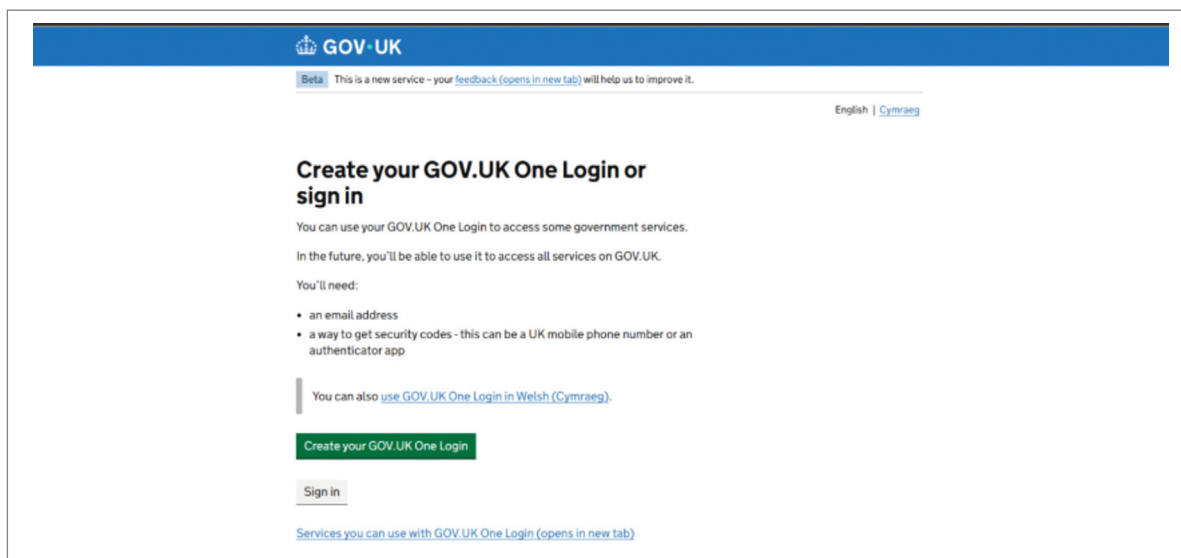 GOV·UK
Beta This is a new service – your feedback (opens in new tab) will help us to improve it.
English | Cymraeg
Create your GOV.UK One Login or
sign in
You can use your GOV.UK One Login to access some government services.
In the future, you'll be able to use it to access all services on GOV.UK.
You'll need:
• an email address
• a way to get security codes - this can be a UK mobile phone number or an
authenticator app
You can also use GOV.UK One Login in Welsh (Cymraeg).
Create your GOV.UK One Login
Sign in
Services you can use with GOV.UK One Login (opens in new tab)